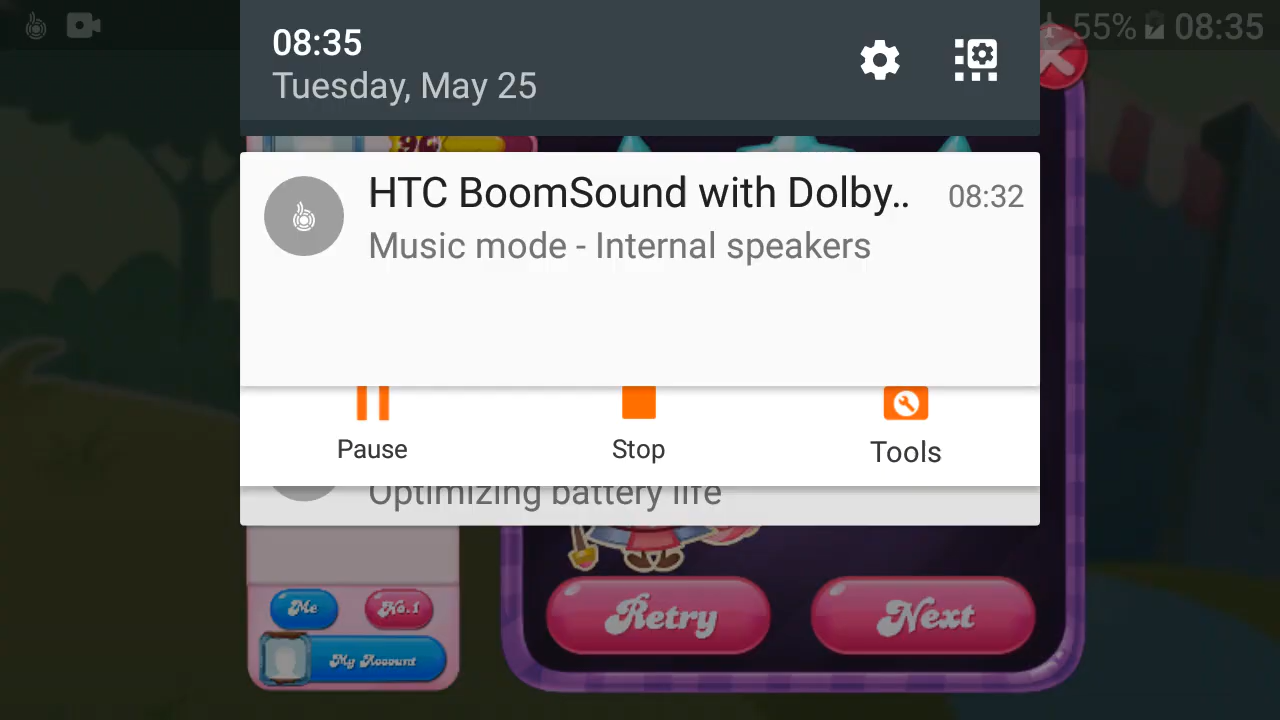 55% 08:35
08:35
Tuesday, May 25
HTC BoomSound with Dolby.. 08:32
Music mode - Internal speakers
Pause Stop Tools
Optimizing battery life
Me No.1
My Account
Retry Next